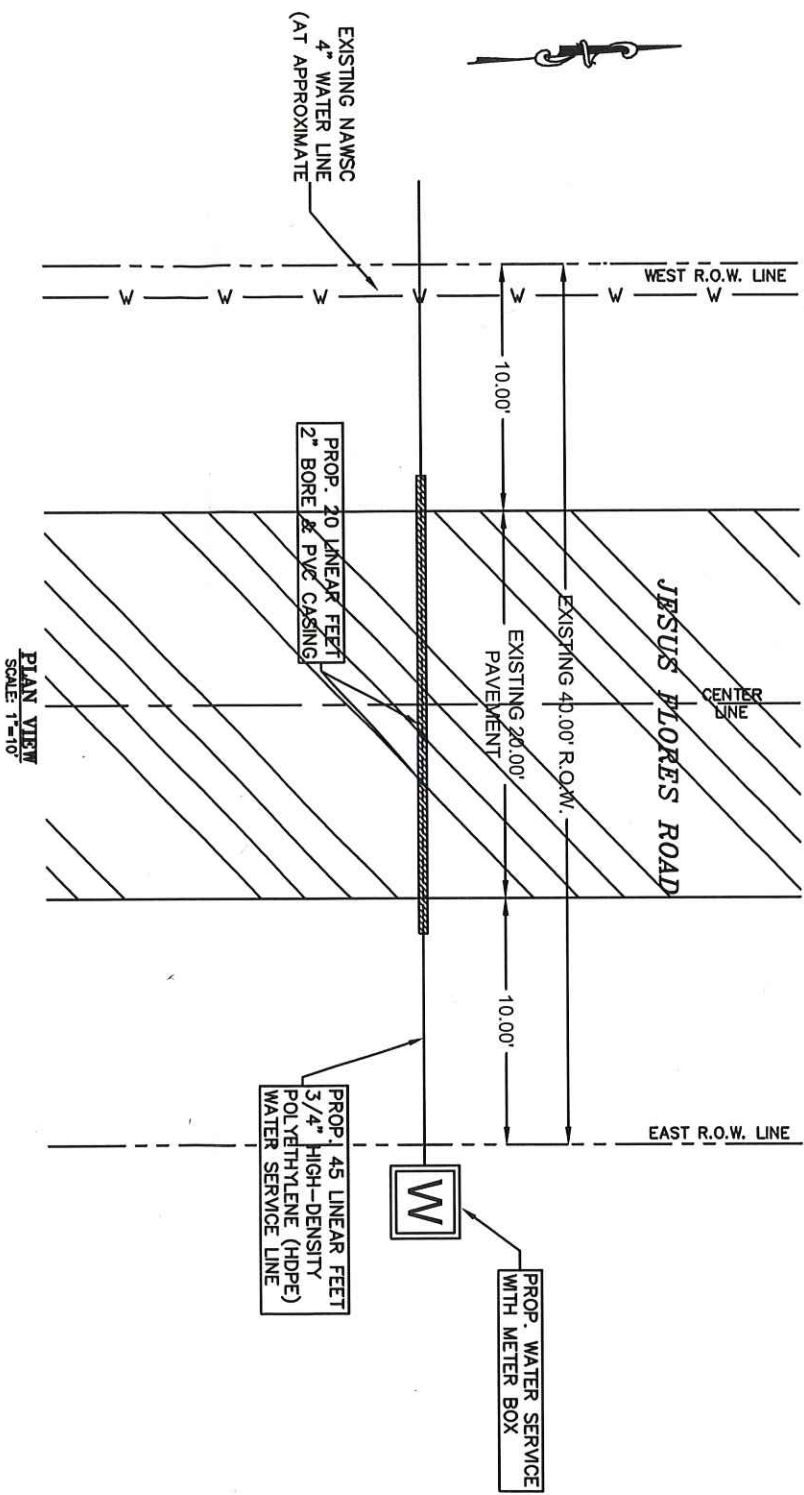 EXISTING NAWSC
4" WATER LINE
(AT APPROXIMATE
WEST R.O.W. LINE
W
W
W
W
W
W
W
10.00'
EXISTING 40.00' R.O.W.
EXISTING 20.00'
PAVEMENT
10.00'
JESUS FLORES ROAD
CENTER
LINE
PROP. 20 LINEAR FEET
2" BORE & PVC CASING
EAST R.O.W. LINE
PROP. 45 LINEAR FEET
3/4" HIGH-DENSITY
POLYETHYLENE (HDPE)
WATER SERVICE LINE
W
PROP. WATER SERVICE
WITH METER BOX
PLAN VIEW
SCALE: 1"=10'